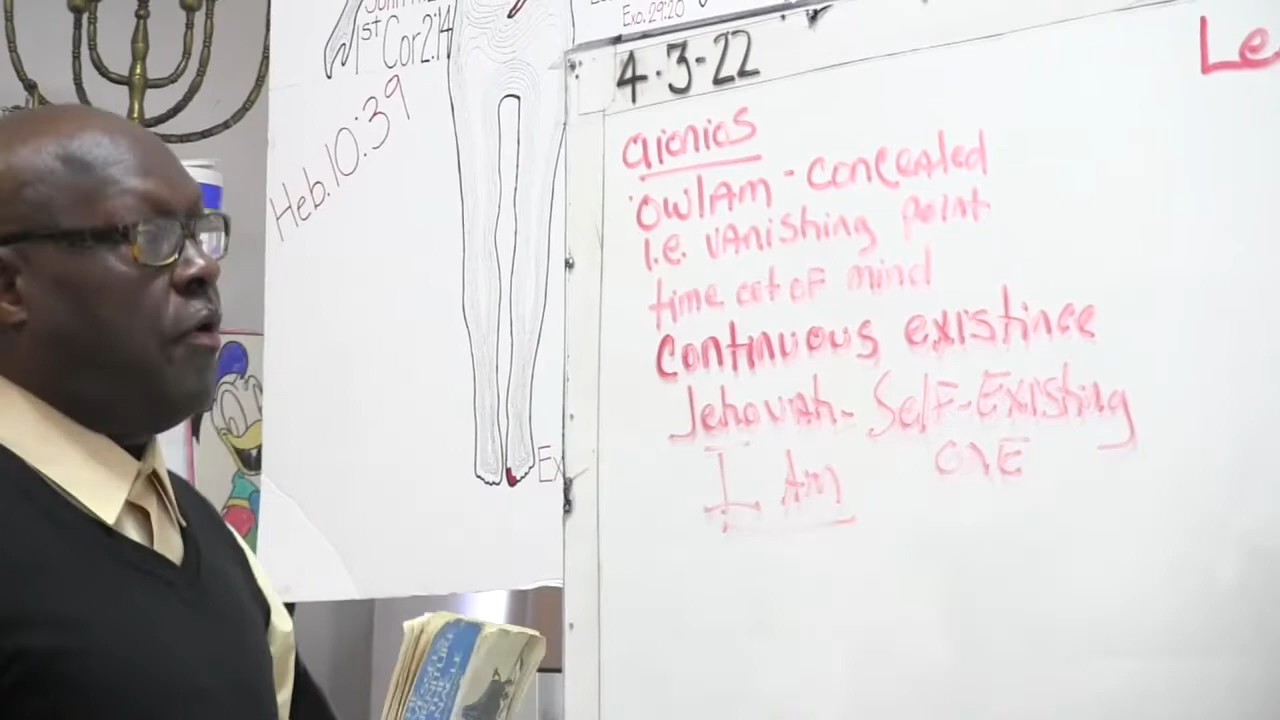 1st Cor 2:14
Heb. 10:39
Exo. 29:20
4.3.22
Le
aionios
OWlAm - concealed
I.e. vanishing point
time out of mind
continuous existince
Jehovah - Self-Existing
ONE
I Am
Ex